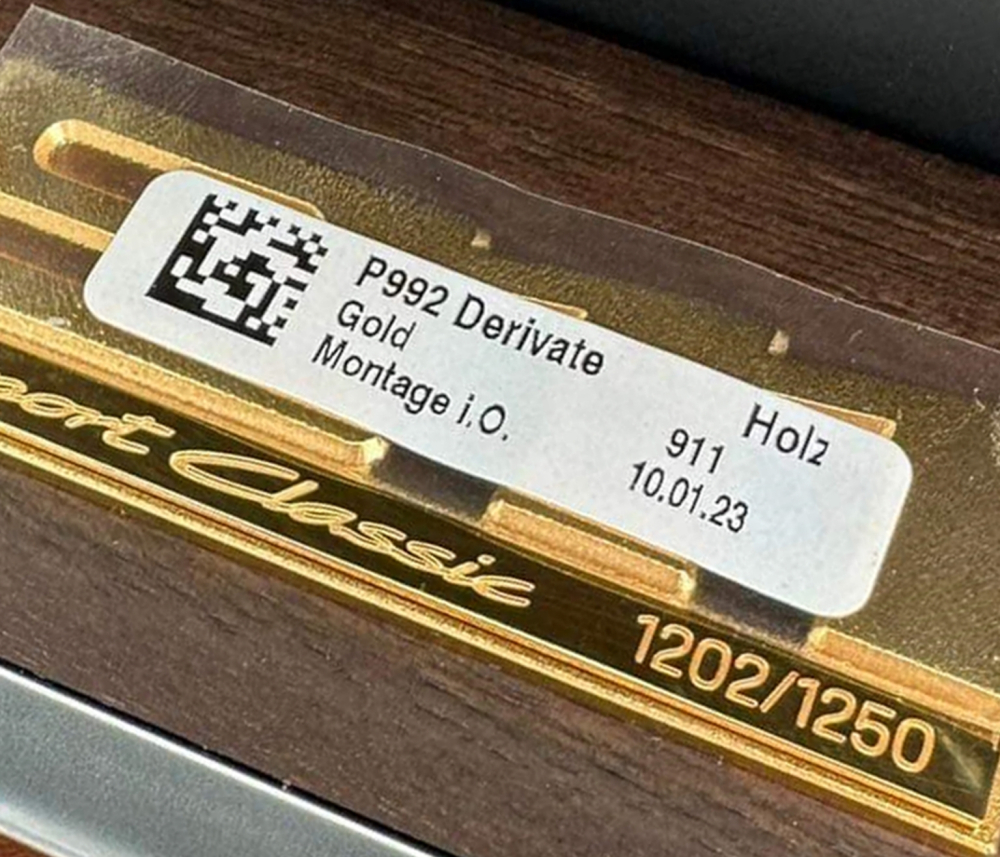 P992 Derivate Holz
Gold 911
Montage i.O. 10.01.23
Classic
1202/1250